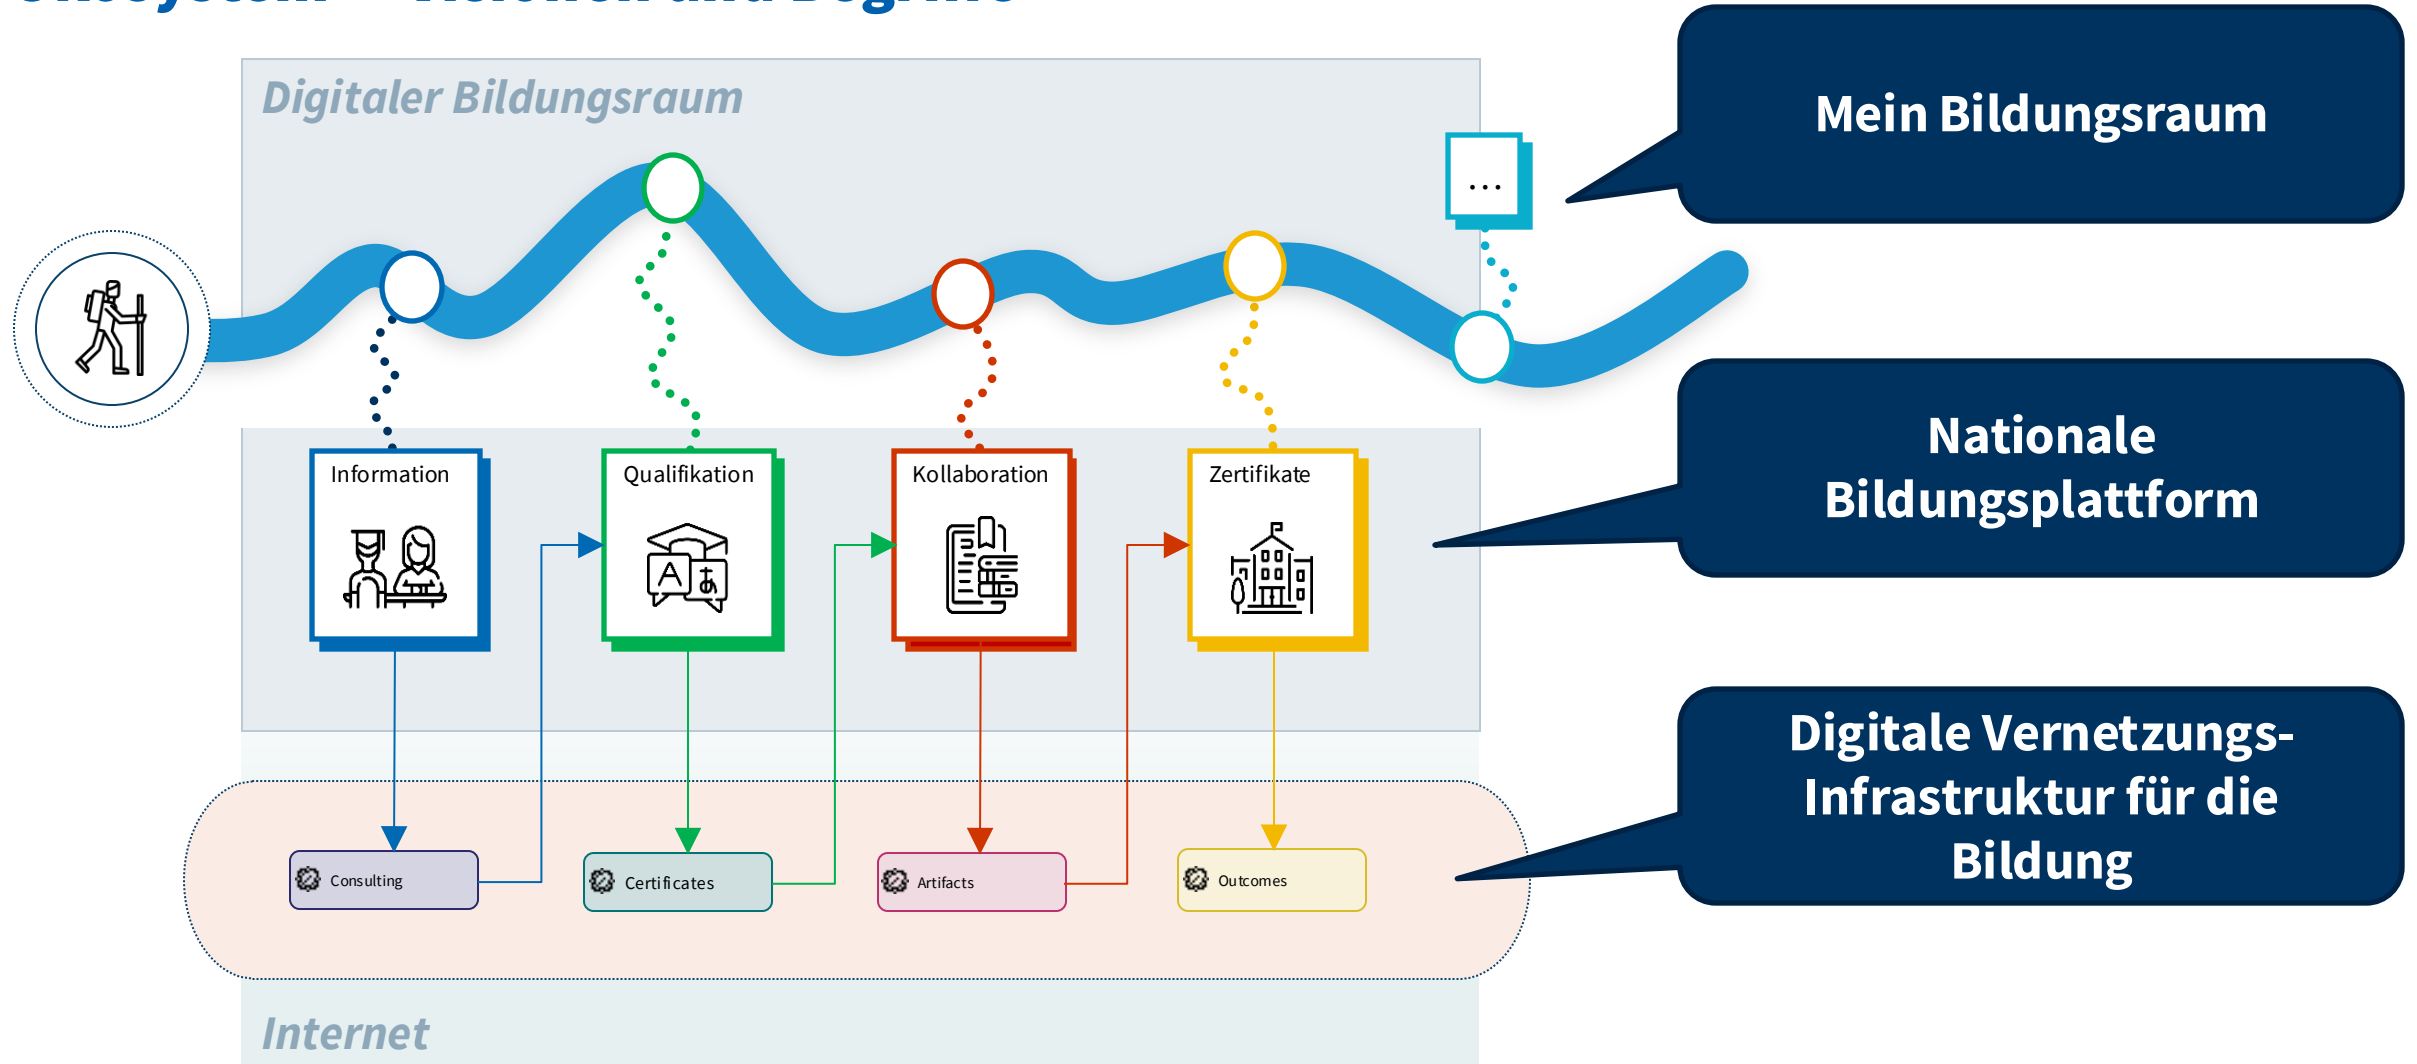 Digitaler Bildungsraum
Mein Bildungsraum
...
Nationale
Bildungsplattform
Information
Qualifikation
Kollaboration
Zertifikate
Digitale Vernetzungs-
Infrastruktur für die
Bildung
Consulting
Certificates
Artifacts
Outcomes
Internet